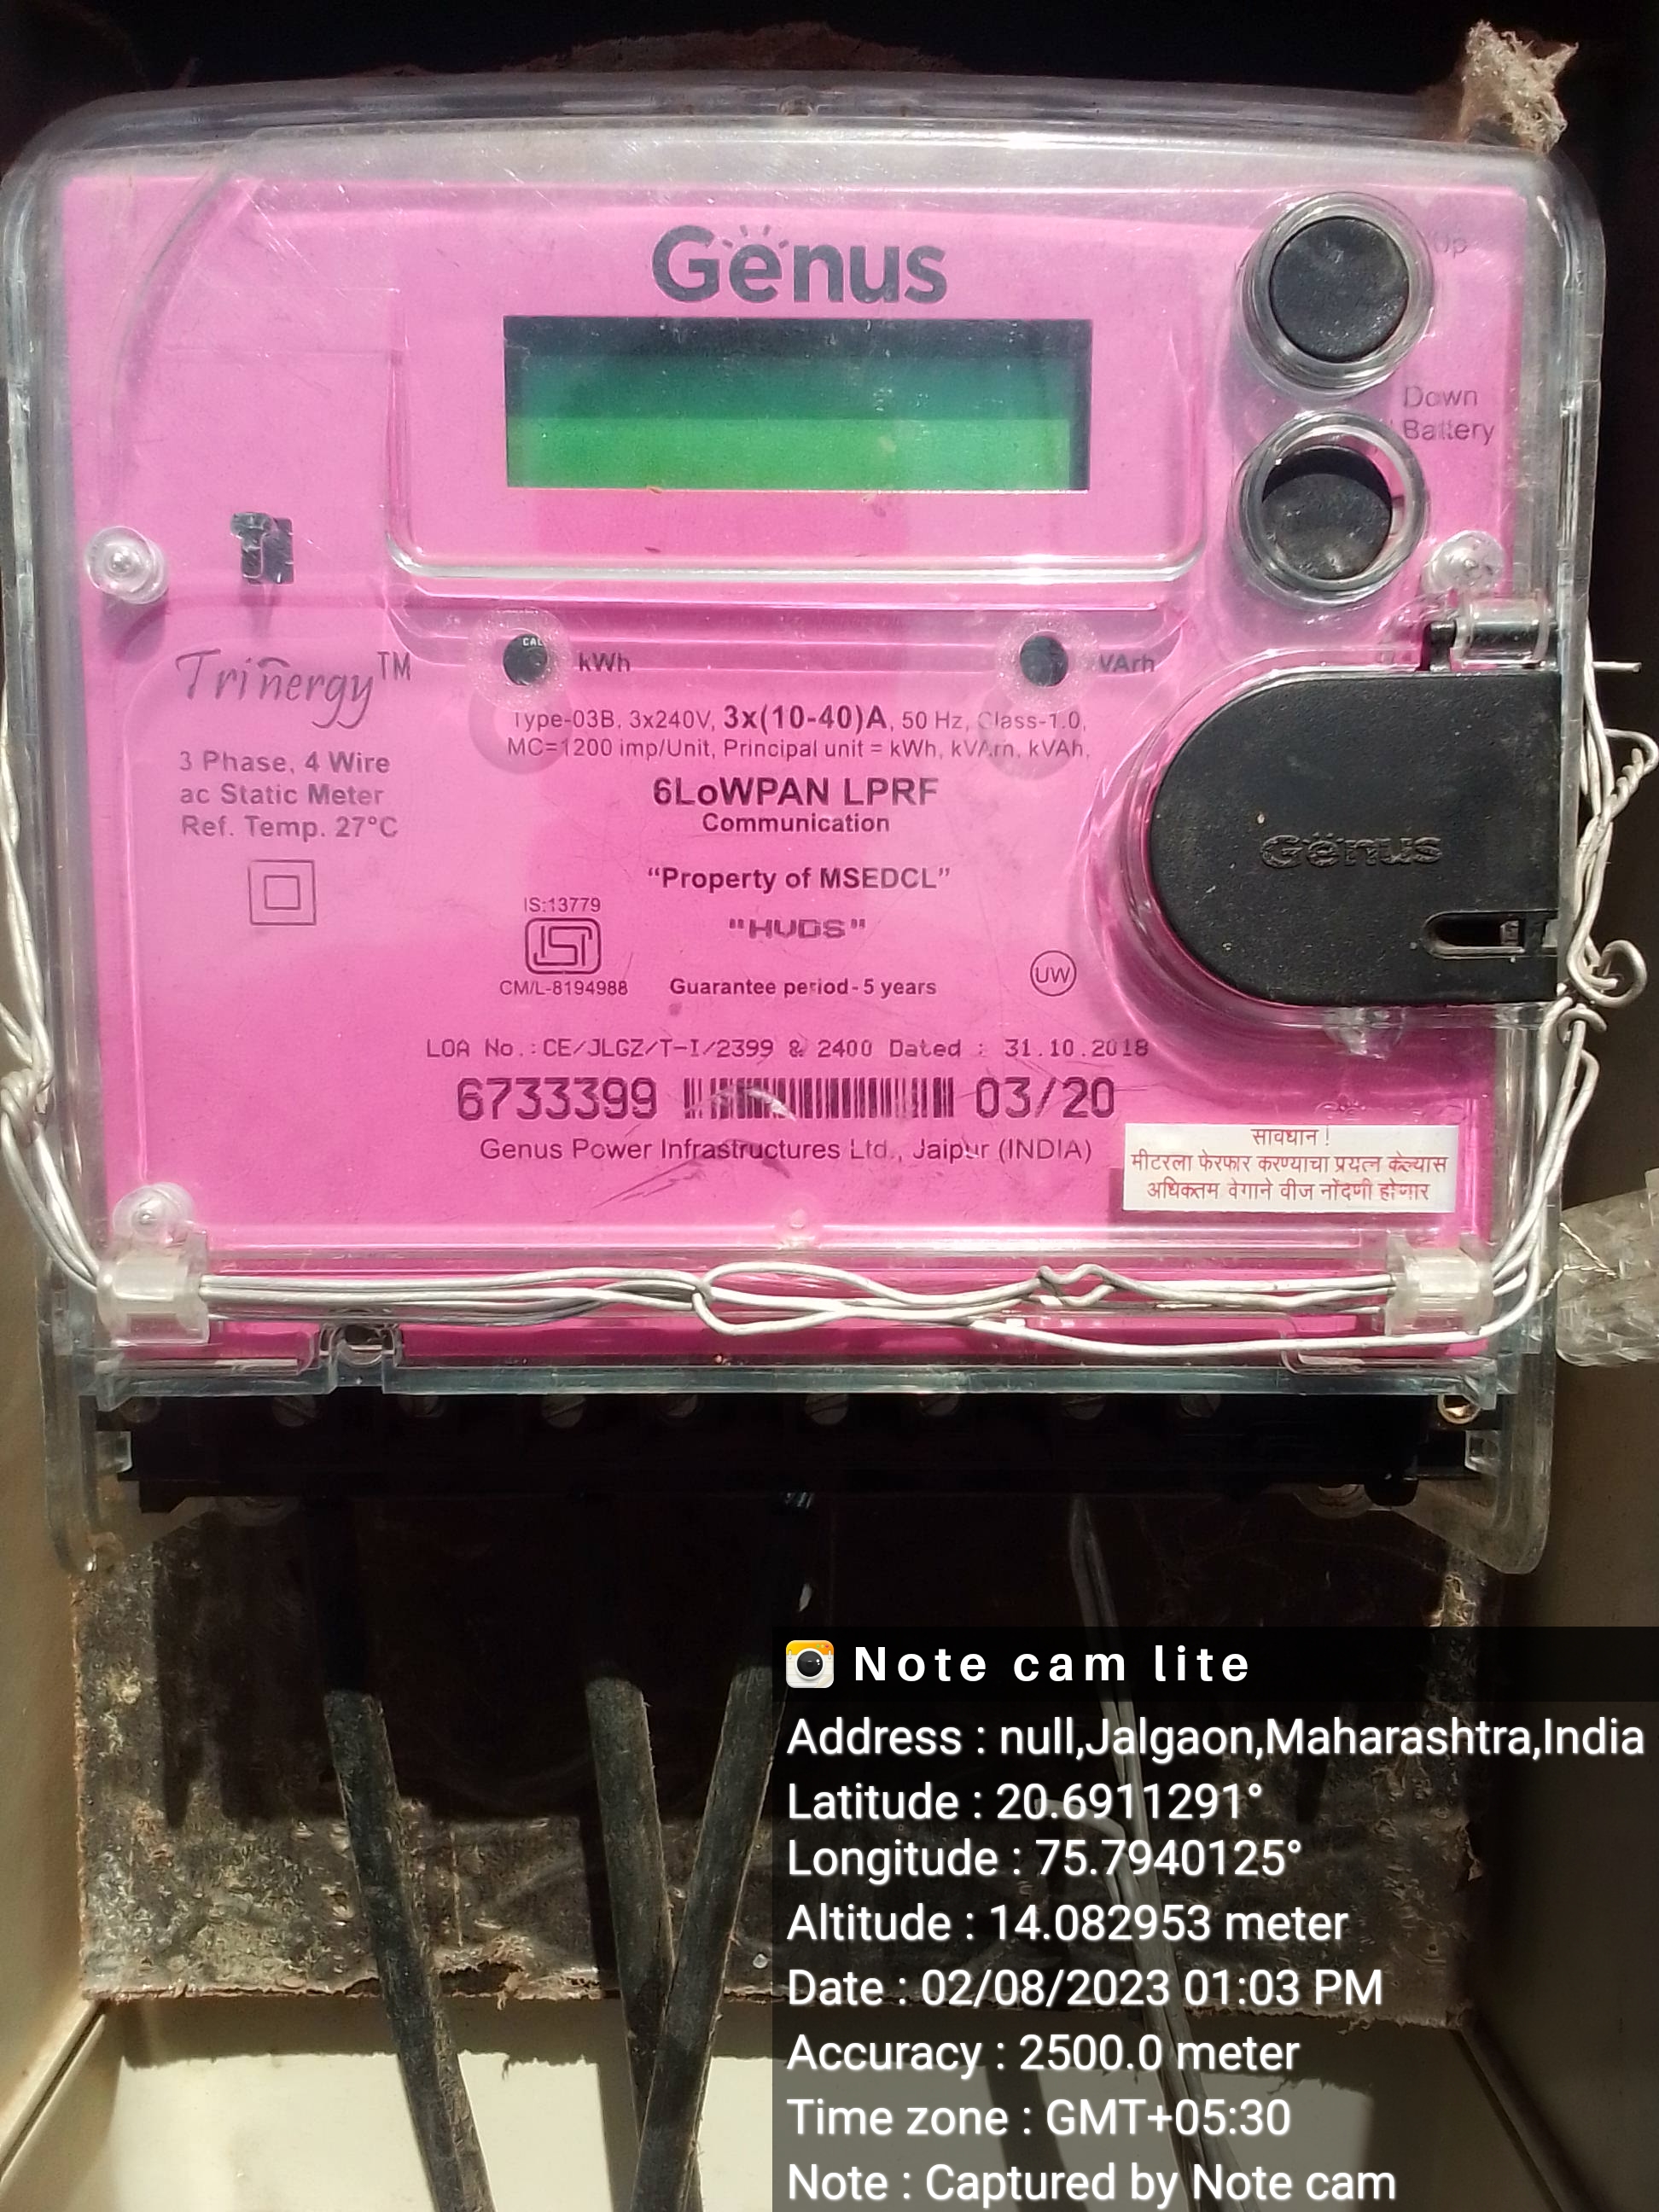 Genus
Up
Down
Battery
CAL
kWh
VArh
Trinergy™
Type-03B, 3x240V, 3x(10-40)A, 50 Hz, Class-1.0,
MC=1200 imp/Unit, Principal unit = kWh, kVArh, kVAh,
3 Phase, 4 Wire
ac Static Meter
Ref. Temp. 27°C
6LoWPAN LPRF
Communication
Genus
"Property of MSEDCL"
IS:13779
"HVDS"
UW
CM/L-8194988
Guarantee period - 5 years
LOA No.:CE/JLGZ/T-I/2399 & 2400 Dated : 31.10.2018
6733399 03/20
Genus Power Infrastructures Ltd., Jaipur (INDIA)
सावधान !
मीटरला फेरफार करण्याचा प्रयत्न केल्यास
अधिकतम वेगाने वीज नोंदणी होणार
Note cam lite
Address : null,Jalgaon,Maharashtra,India
Latitude : 20.6911291°
Longitude : 75.7940125°
Altitude : 14.082953 meter
Date : 02/08/2023 01:03 PM
Accuracy : 2500.0 meter
Time zone : GMT+05:30
Note : Captured by Note cam